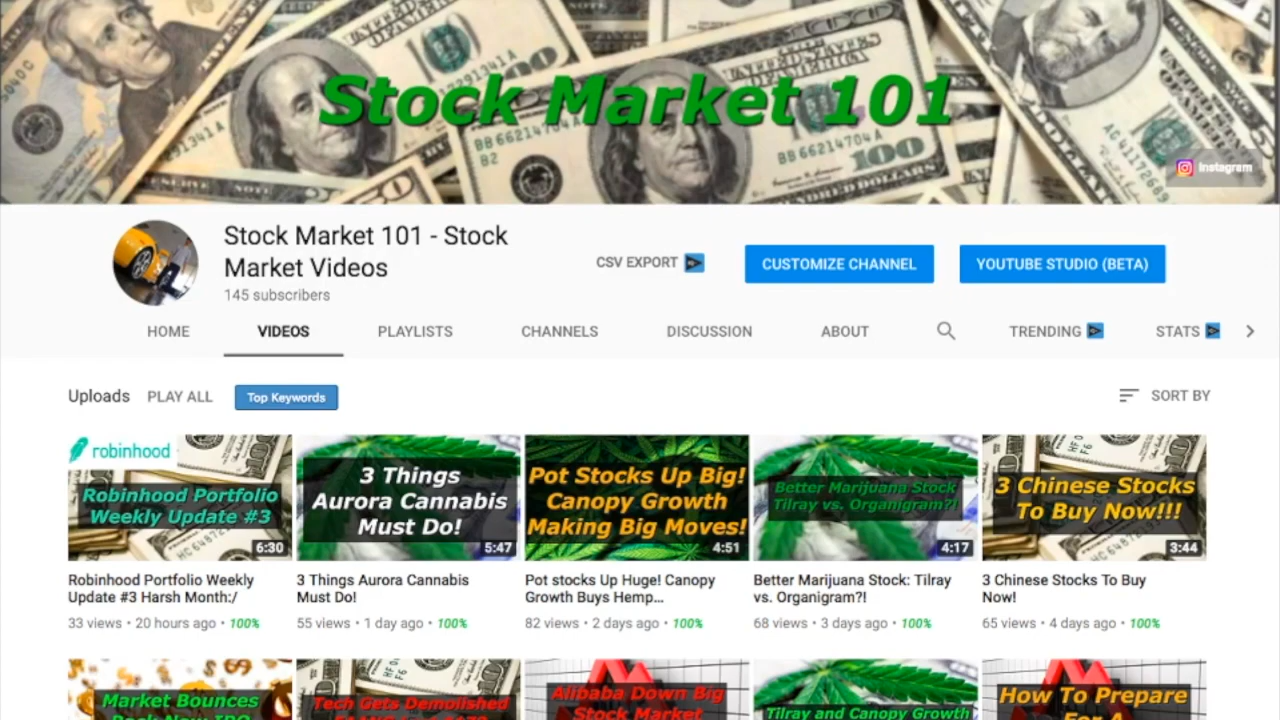 Stock Market 101
Instagram
Stock Market 101 - Stock
Market Videos
145 subscribers
CSV EXPORT
CUSTOMIZE CHANNEL
YOUTUBE STUDIO (BETA)
HOME
VIDEOS
PLAYLISTS
CHANNELS
DISCUSSION
ABOUT
TRENDING
STATS
Uploads
PLAY ALL
Top Keywords
SORT BY
robinhood
Robinhood Portfolio
Weekly Update #3
6:30
Robinhood Portfolio Weekly
Update #3 Harsh Month:/
33 views • 20 hours ago • 100%
3 Things
Aurora Cannabis
Must Do!
5:47
3 Things Aurora Cannabis
Must Do!
55 views • 1 day ago • 100%
Pot Stocks Up Big!
Canopy Growth
Making Big Moves!
4:51
Pot stocks Up Huge! Canopy
Growth Buys Hemp...
82 views • 2 days ago • 100%
Better Marijuana Stock
Tilray vs. Organigram?!
4:17
Better Marijuana Stock: Tilray
vs. Organigram?!
68 views • 3 days ago • 100%
3 Chinese Stocks
To Buy Now!!!
3:44
3 Chinese Stocks To Buy
Now!
65 views • 4 days ago • 100%
Market Bounces
Tech Gets Demolished
Alibaba Down Big
Stock Market
Tilray and Canopy Growth
How To Prepare
For A